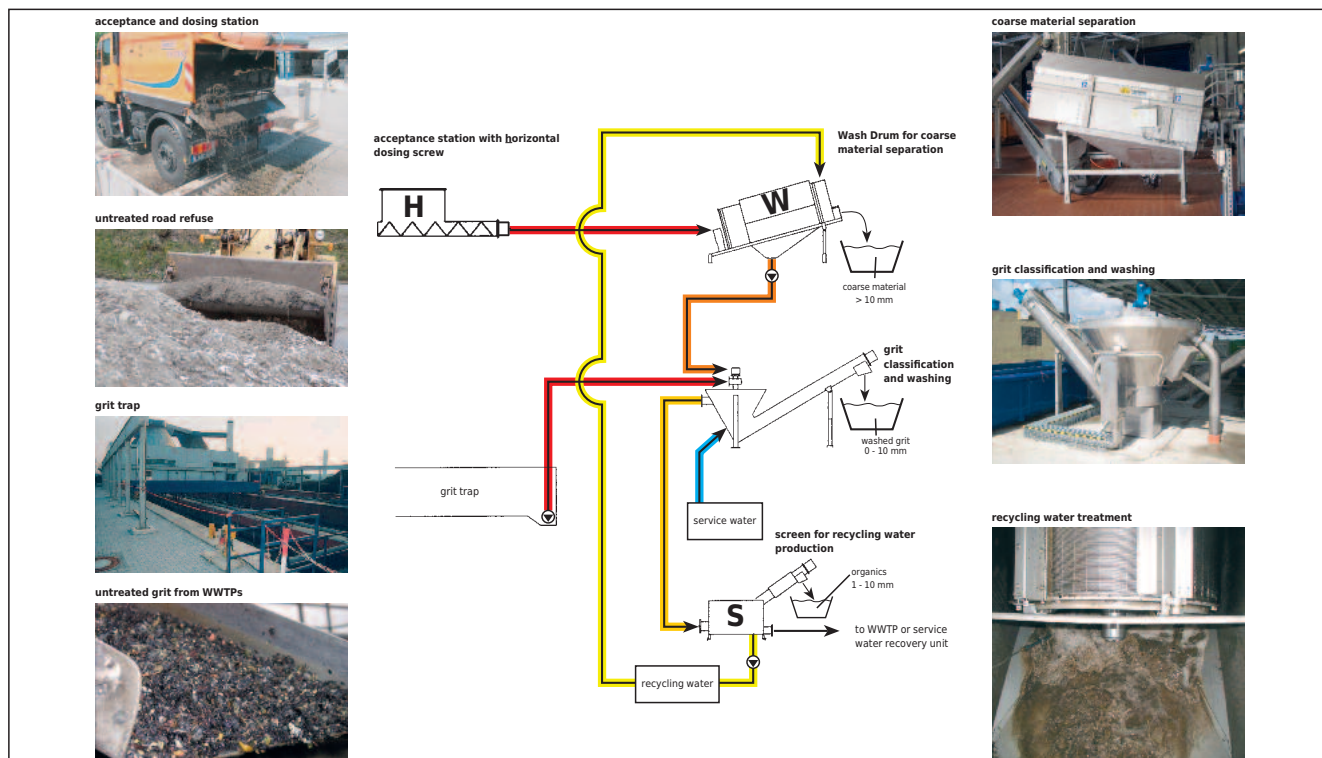 acceptance and dosing station
untreated road refuse
grit trap
untreated grit from WWTPs
acceptance station with horizontal
dosing screw
H
Wash Drum for coarse
material separation
W
coarse material
> 10 mm
grit
classification
and washing
washed grit
0 - 10 mm
grit trap
service water
screen for recycling water
production
organics
1 - 10 mm
S
to WWTP or service
water recovery unit
recycling water
coarse material separation
grit classification and washing
recycling water treatment